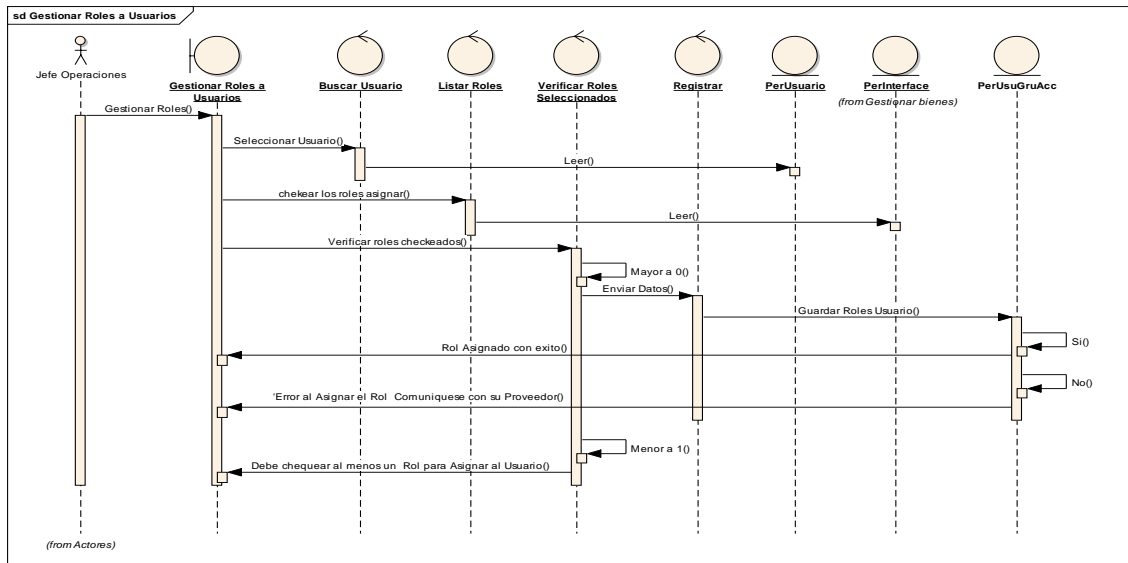 sd Gestionar Roles a Usuarios
Jefe Operaciones
Gestionar Roles a
Usuarios
Buscar Usuario
Listar Roles
Verificar Roles
Seleccionados
Registrar
PerUsuario
PerInterface
(from Gestionar bienes)
PerUsuGruAcc
Gestionar Roles()
Seleccionar Usuario()
Leer()
chekear los roles asignar()
Leer()
Verificar roles checkeados()
Mayor a 0()
Enviar Datos()
Guardar Roles Usuario()
Si()
Rol Asignado con exito()
No()
'Error al Asignar el Rol Comuniquese con su Proveedor()
Menor a 1()
Debe chequear al menos un Rol para Asignar al Usuario()
(from Actores)